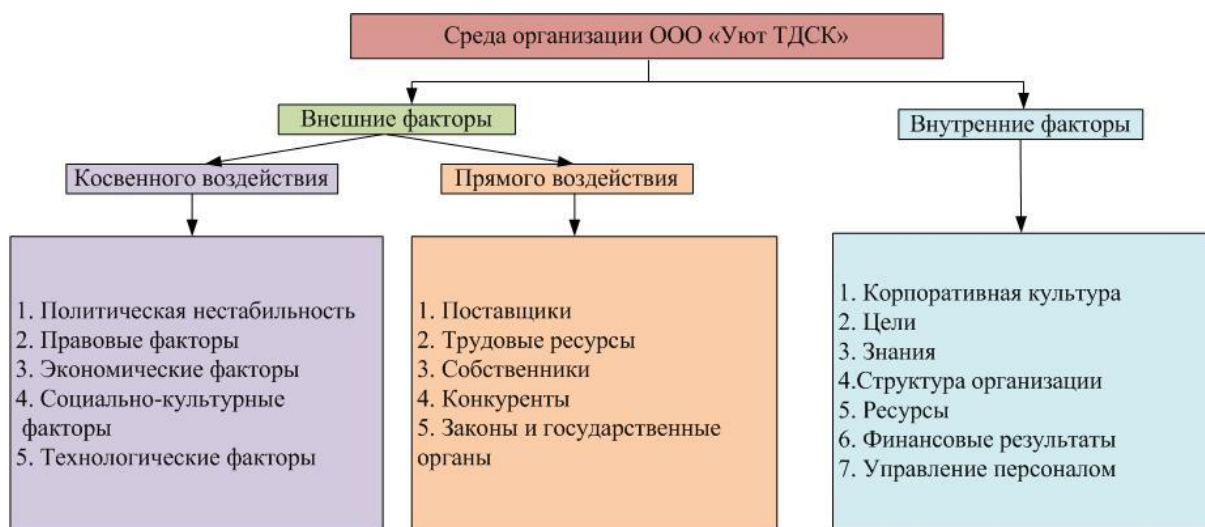 Среда организации ООО «Уют ТДСК»
Внешние факторы
Внутренние факторы
Косвенного воздействия
Прямого воздействия
1. Политическая нестабильность
2. Правовые факторы
3. Экономические факторы
4. Социально-культурные
факторы
5. Технологические факторы
1. Поставщики
2. Трудовые ресурсы
3. Собственники
4. Конкуренты
5. Законы и государственные
органы
1. Корпоративная культура
2. Цели
3. Знания
4.Структура организации
5. Ресурсы
6. Финансовые результаты
7. Управление персоналом